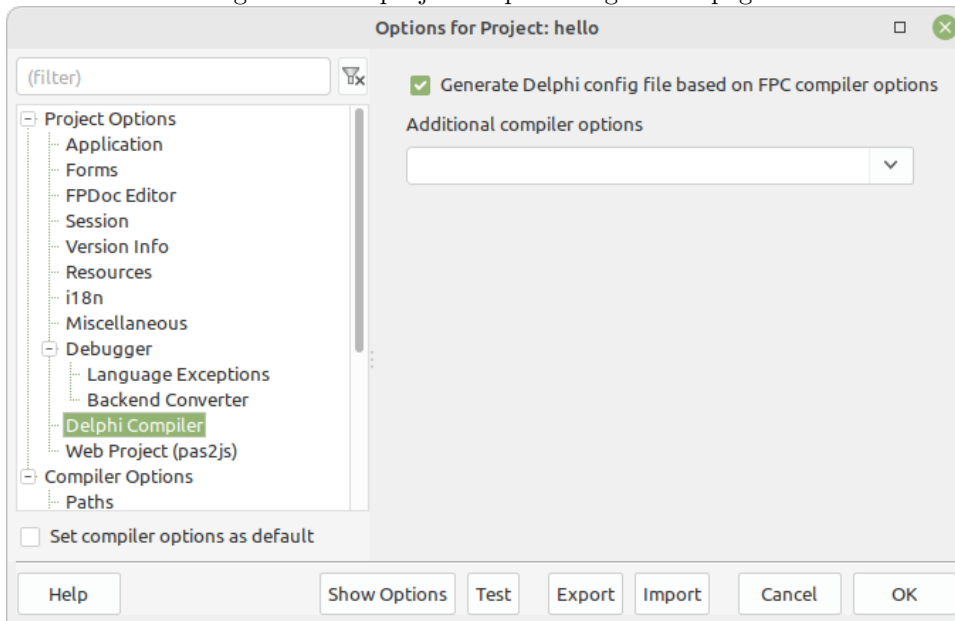 Options for Project: hello
(filter)
Generate Delphi config file based on FPC compiler options
Additional compiler options
Project Options
Application
Forms
FPDoc Editor
Session
Version Info
Resources
i18n
Miscellaneous
Debugger
Language Exceptions
Backend Converter
Delphi Compiler
Web Project (pas2js)
Compiler Options
Paths
Set compiler options as default
Help
Show Options
Test
Export
Import
Cancel
OK